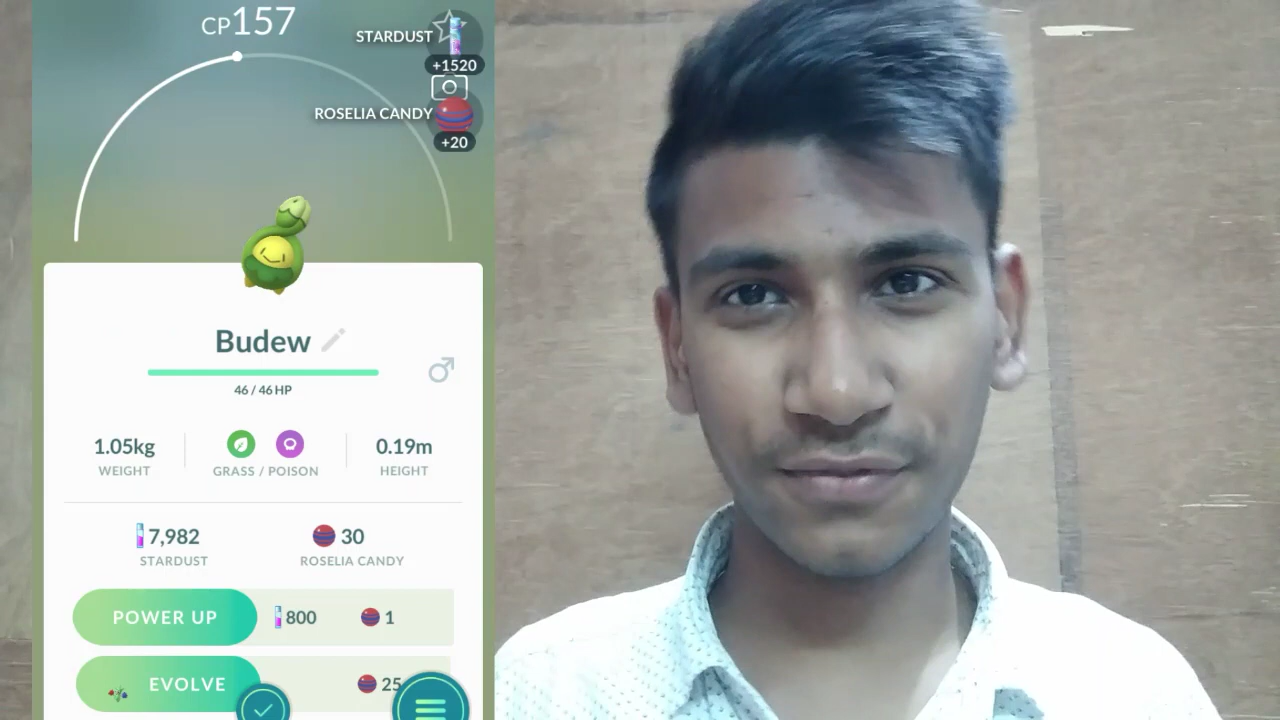 CP157
STARDUST
+1520
ROSELIA CANDY
+20
Budew
46 / 46 HP
1.05kg
WEIGHT
GRASS / POISON
0.19m
HEIGHT
7,982
STARDUST
30
ROSELIA CANDY
POWER UP
800
1
EVOLVE
25